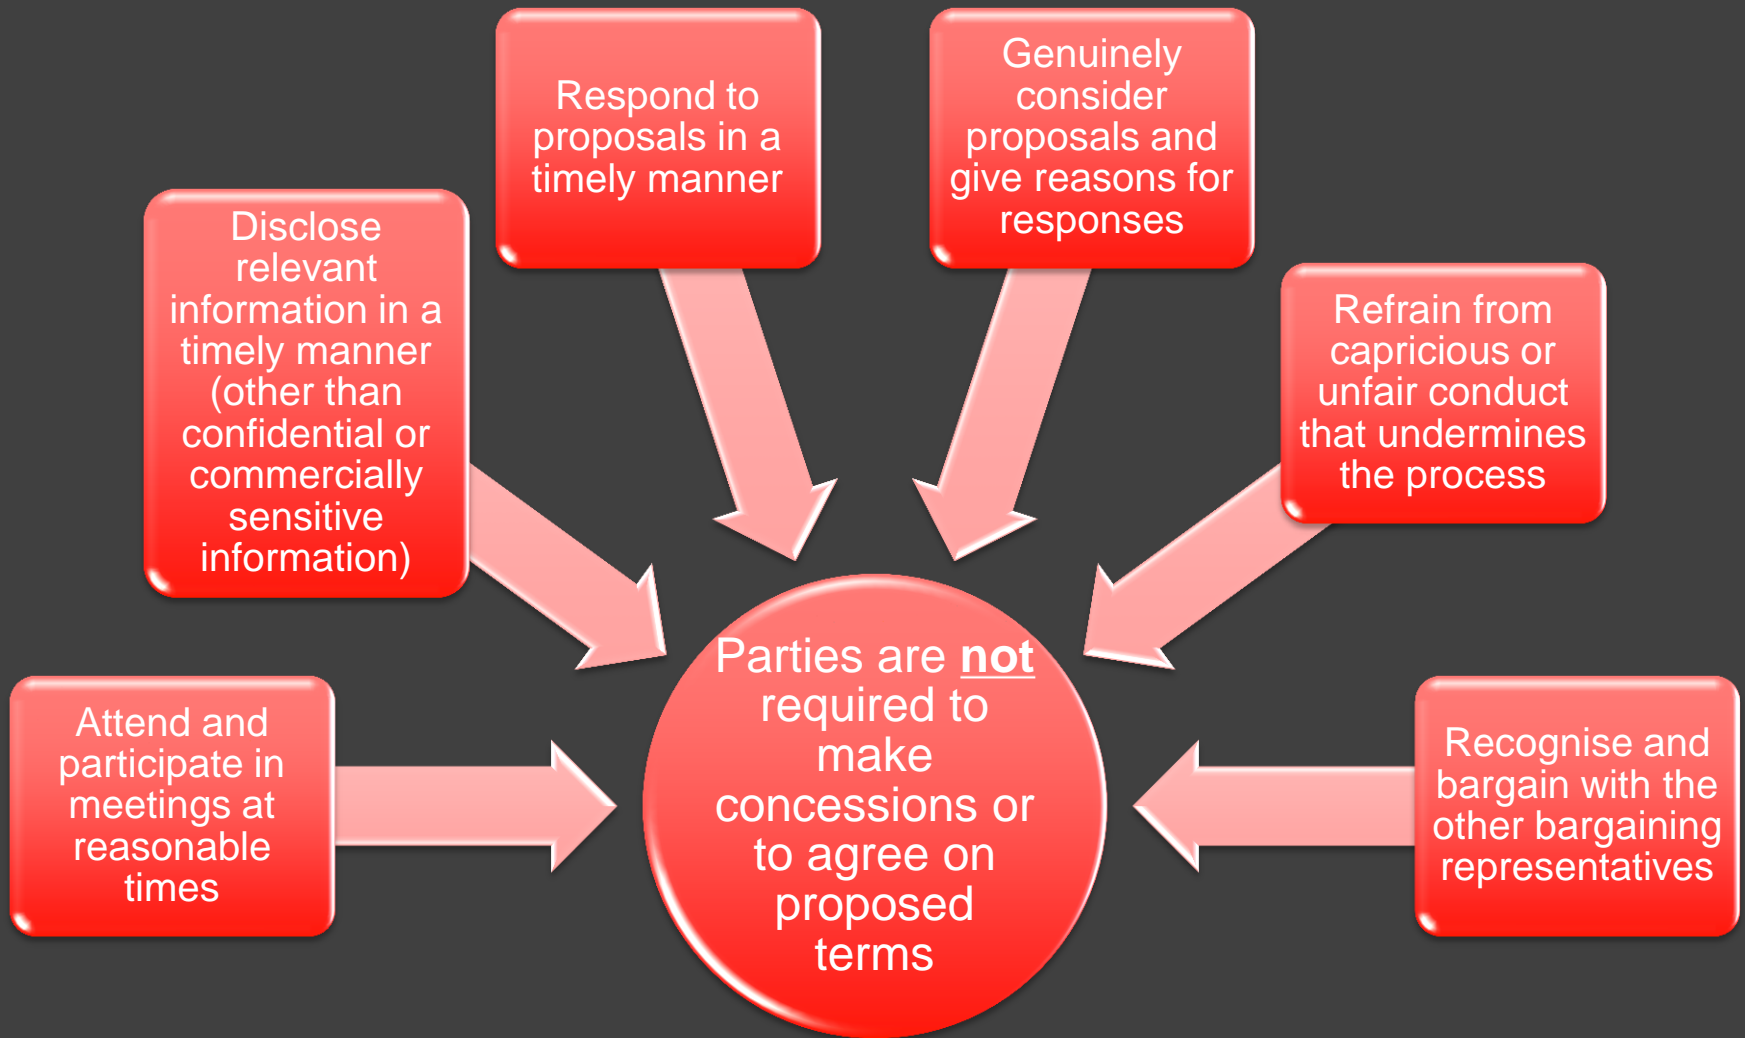 Attend and
participate in
meetings at
reasonable
times
Disclose
relevant
information in a
timely manner
(other than
confidential or
commercially
sensitive
information)
Respond to
proposals in a
timely manner
Genuinely
consider
proposals and
give reasons for
responses
Refrain from
capricious or
unfair conduct
that undermines
the process
Recognise and
bargain with the
other bargaining
representatives
Parties are not
required to
make
concessions or
to agree on
proposed
terms